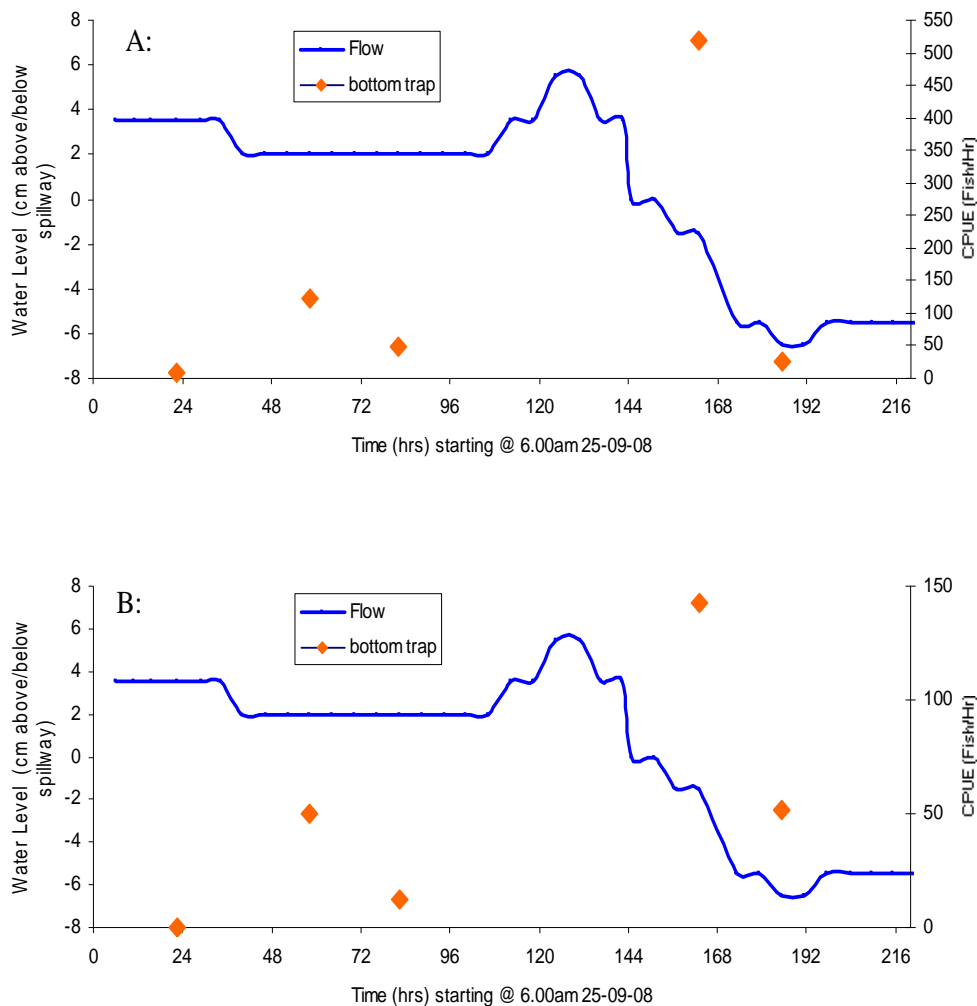 A:
Flow
bottom trap
8
6
4
2
0
-2
-4
-6
-8
Water Level (cm above/below
spillway)
550
500
450
400
350
300
250
200
150
100
50
0
CPUE (Fish/Hr)
0 24 48 72 96 120 144 168 192 216
Time (hrs) starting @ 6.00am 25-09-08
B:
Flow
bottom trap
8
6
4
2
0
-2
-4
-6
-8
Water Level (cm above/below
spillway)
150
100
50
0
CPUE (Fish/Hr)
0 24 48 72 96 120 144 168 192 216
Time (hrs) starting @ 6.00am 25-09-08